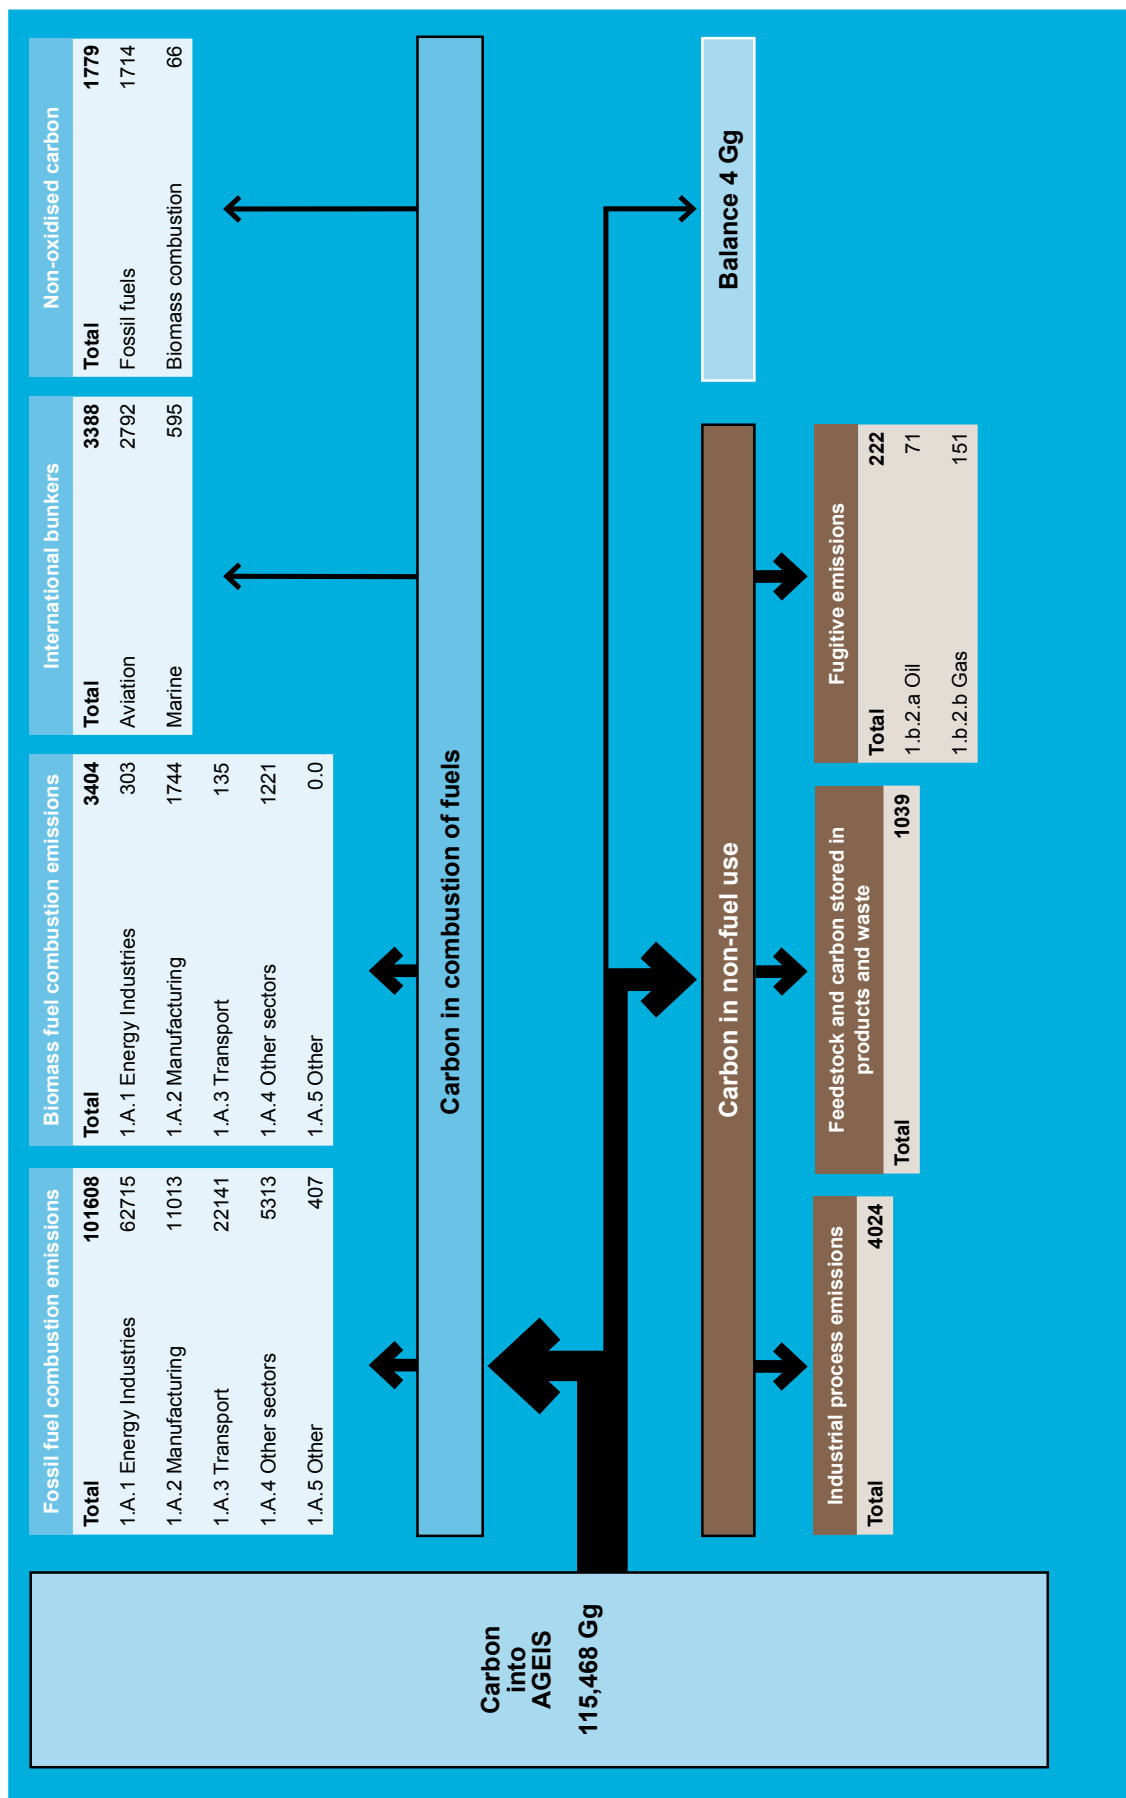 Carbon
into
AGEIS
115,468 Gg
Fossil fuel combustion emissions
Total 101608
1.A.1 Energy Industries 62715
1.A.2 Manufacturing 11013
1.A.3 Transport 22141
1.A.4 Other sectors 5313
1.A.5 Other 407
Biomass fuel combustion emissions
Total 3404
1.A.1 Energy Industries 303
1.A.2 Manufacturing 1744
1.A.3 Transport 135
1.A.4 Other sectors 1221
1.A.5 Other 0.0
International bunkers
Total 3388
Aviation 2792
Marine 595
Non-oxidised carbon
Total 1779
Fossil fuels 1714
Biomass combustion 66
Carbon in combustion of fuels
Carbon in non-fuel use
Balance 4 Gg
Industrial process emissions
Total 4024
Feedstock and carbon stored in
products and waste
Total 1039
Fugitive emissions
Total 222
1.b.2.a Oil 71
1.b.2.b Gas 151